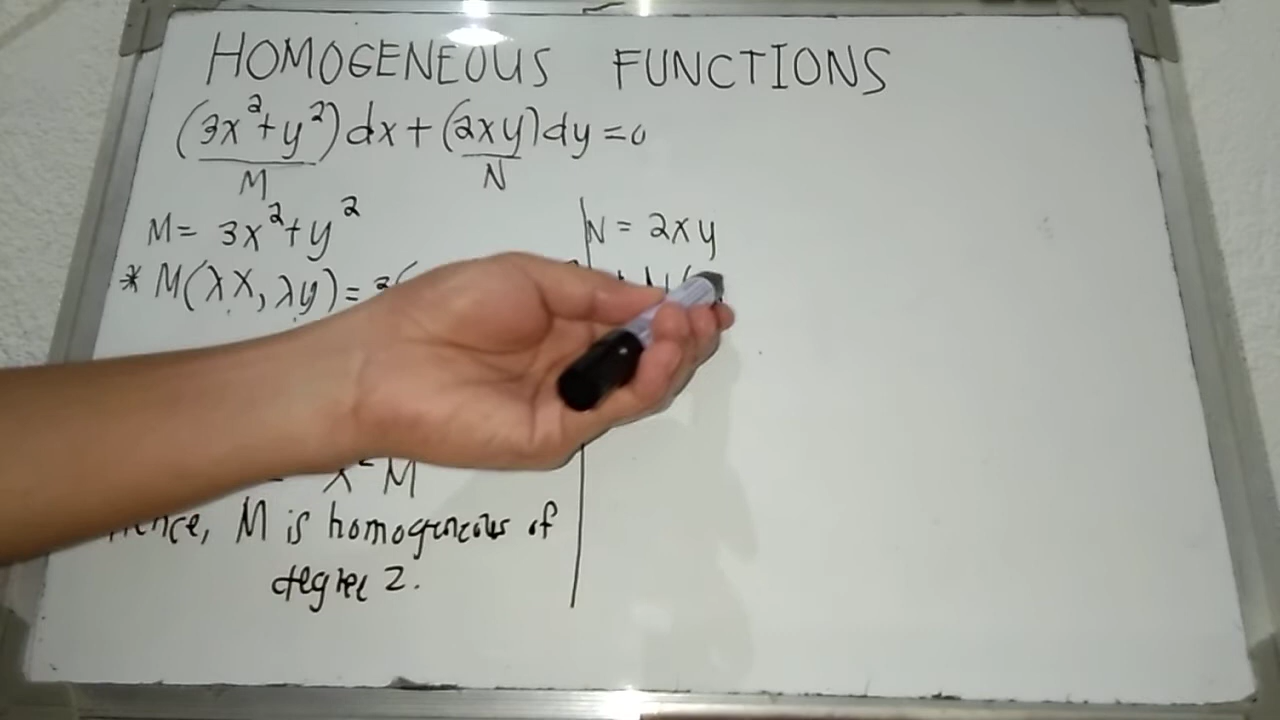 HOMOGENEOUS FUNCTIONS
(3x²+y²)dx+(2xy)dy=0
M N
M= 3x²+y²
* M(λX,λy)=3(
λ²M
Hence, M is homogeneous of
degree 2.
N = 2xy
* N(